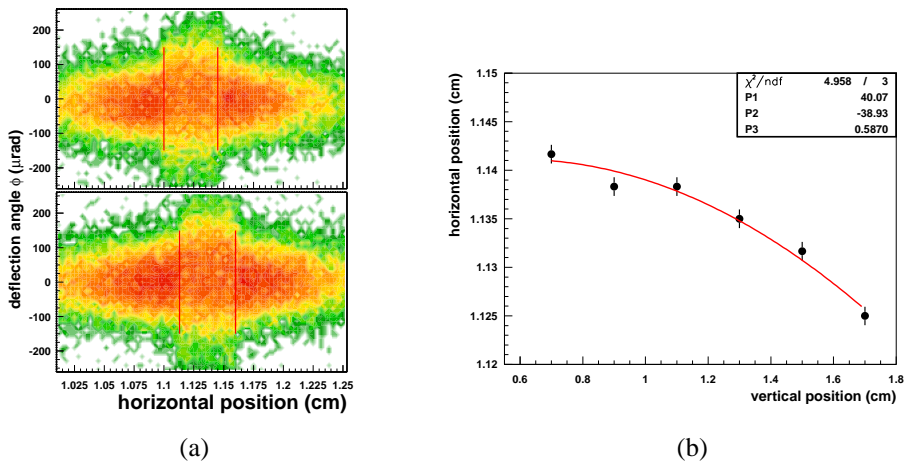 deflection angle ϕ (μrad)
200
100
0
-100
-200
200
100
0
-100
-200
1.025 1.05 1.075 1.1 1.125 1.15 1.175 1.2 1.225 1.25
horizontal position (cm)
(a)
horizontal position (cm)
1.15
1.145
1.14
1.135
1.13
1.125
1.12
χ²/ndf 4.958 / 3
P1 40.07
P2 -38.93
P3 0.5870
0.6 0.8 1 1.2 1.4 1.6 1.8
vertical position (cm)
(b)